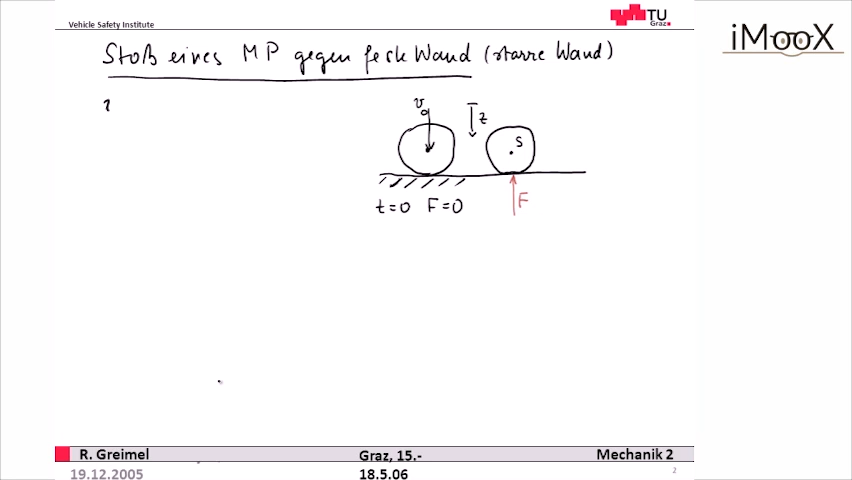 Vehicle Safety Institute
TU
Graz
iMooX
Stoß eines MP gegen feste Wand (starre Wand)
v₀
z
S
t=0 F=0
F
R. Greimel
Graz, 15.-
Mechanik 2
19.12.2005
18.5.06
2